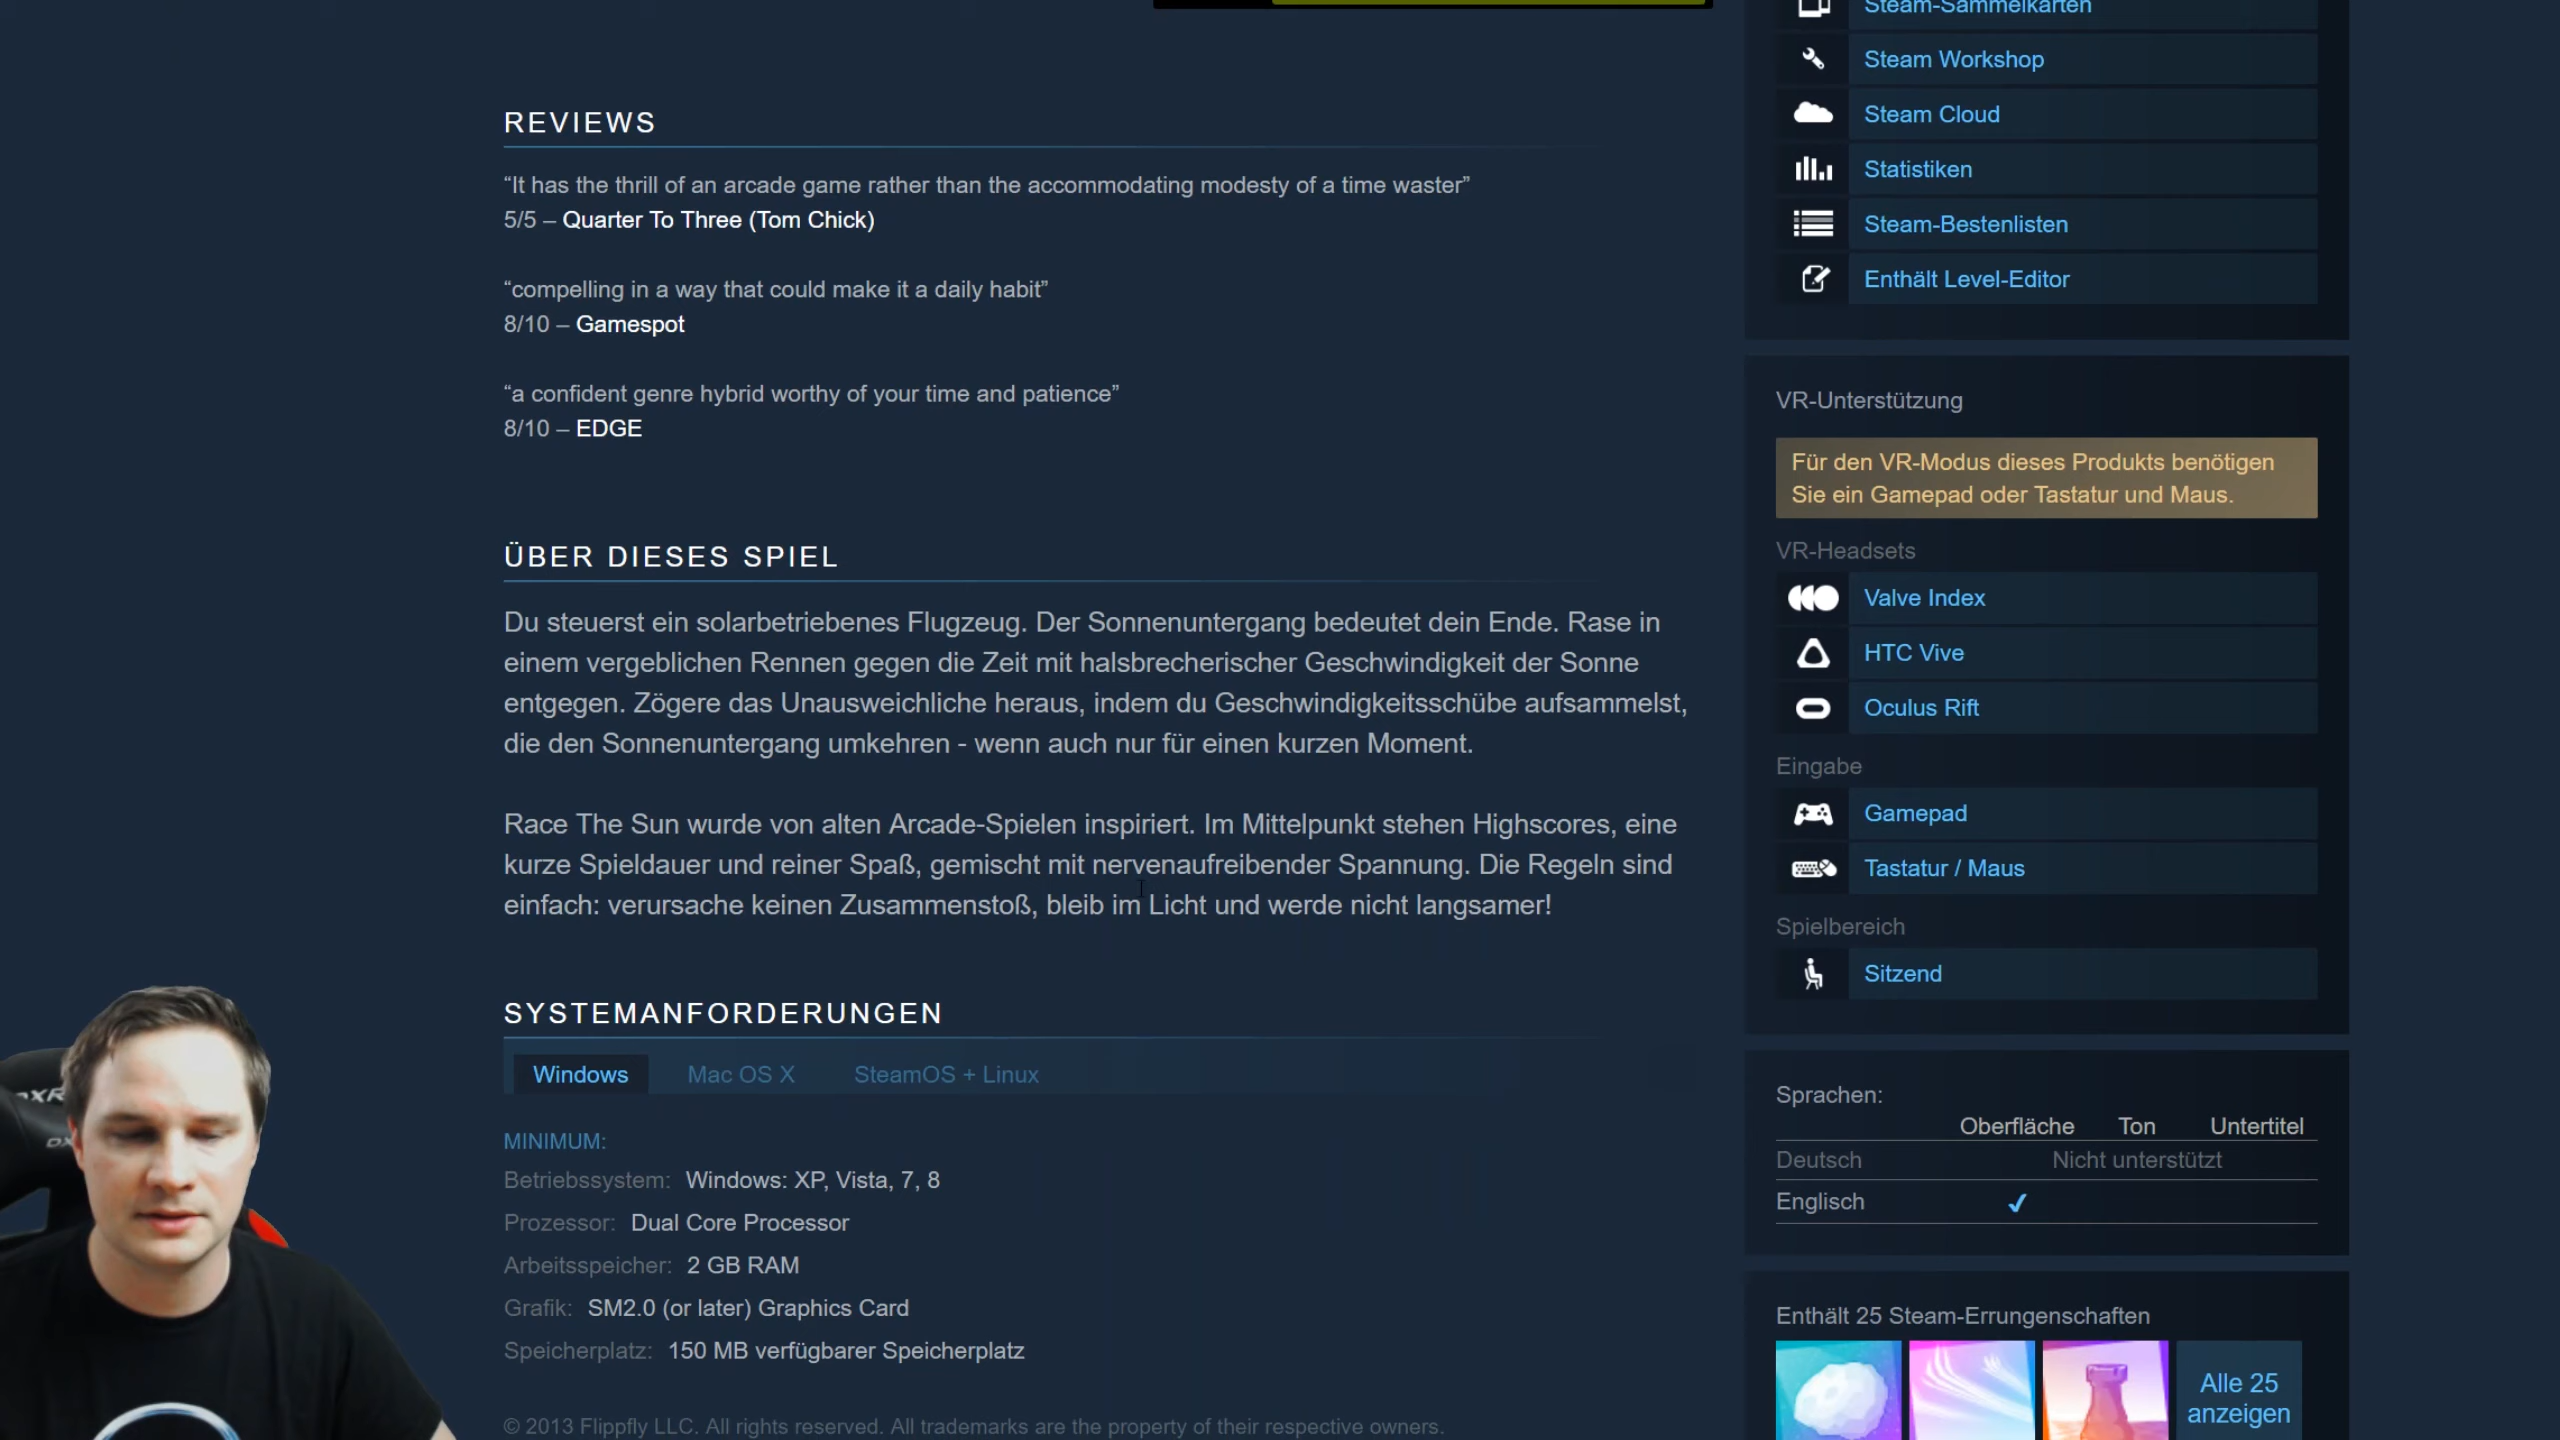 REVIEWS
“It has the thrill of an arcade game rather than the accommodating modesty of a time waster”
5/5 – Quarter To Three (Tom Chick)
“compelling in a way that could make it a daily habit”
8/10 – Gamespot
“a confident genre hybrid worthy of your time and patience”
8/10 – EDGE
ÜBER DIESES SPIEL
Du steuerst ein solarbetriebenes Flugzeug. Der Sonnenuntergang bedeutet dein Ende. Rase in
einem vergeblichen Rennen gegen die Zeit mit halsbrecherischer Geschwindigkeit der Sonne
entgegen. Zögere das Unausweichliche heraus, indem du Geschwindigkeitsschübe aufsammelst,
die den Sonnenuntergang umkehren - wenn auch nur für einen kurzen Moment.
Race The Sun wurde von alten Arcade-Spielen inspiriert. Im Mittelpunkt stehen Highscores, eine
kurze Spieldauer und reiner Spaß, gemischt mit nervenaufreibender Spannung. Die Regeln sind
einfach: verursache keinen Zusammenstoß, bleib im Licht und werde nicht langsamer!
SYSTEMANFORDERUNGEN
Windows Mac OS X SteamOS + Linux
MINIMUM:
Betriebssystem: Windows: XP, Vista, 7, 8
Prozessor: Dual Core Processor
Arbeitsspeicher: 2 GB RAM
Grafik: SM2.0 (or later) Graphics Card
Speicherplatz: 150 MB verfügbarer Speicherplatz
© 2013 Flippfly LLC. All rights reserved. All trademarks are the property of their respective owners.
Steam-Sammelkarten
Steam Workshop
Steam Cloud
Statistiken
Steam-Bestenlisten
Enthält Level-Editor
VR-Unterstützung
Für den VR-Modus dieses Produkts benötigen
Sie ein Gamepad oder Tastatur und Maus.
VR-Headsets
Valve Index
HTC Vive
Oculus Rift
Eingabe
Gamepad
Tastatur / Maus
Spielbereich
Sitzend
Sprachen:
Oberfläche Ton Untertitel
Deutsch Nicht unterstützt
Englisch ✔
Enthält 25 Steam-Errungenschaften
Alle 25
anzeigen